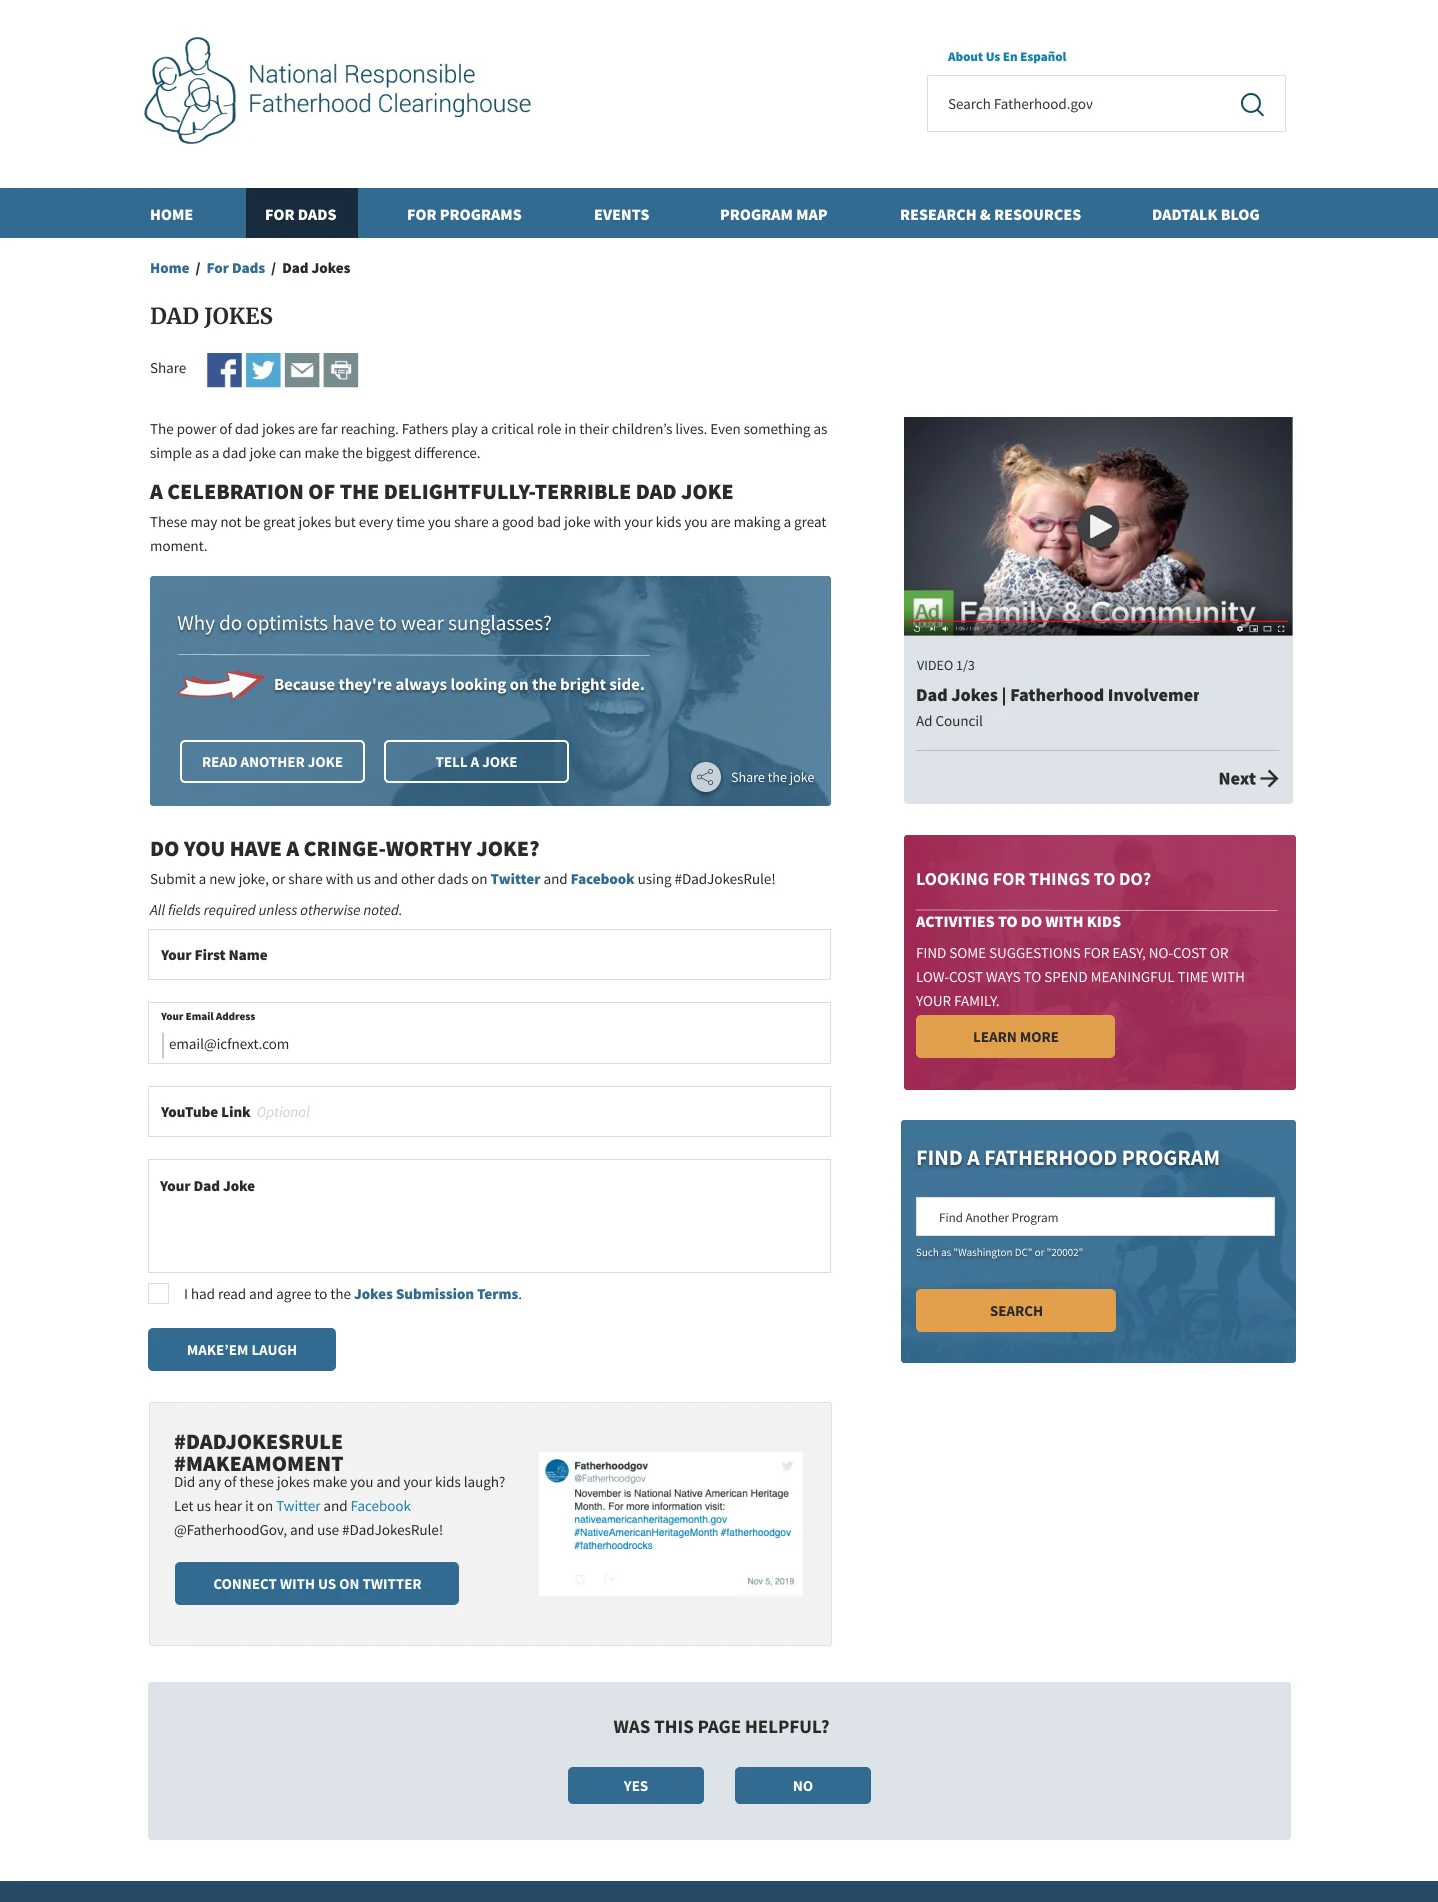 National Responsible
Fatherhood Clearinghouse
About Us En Español
Search Fatherhood.gov
HOME
FOR DADS
FOR PROGRAMS
EVENTS
PROGRAM MAP
RESEARCH & RESOURCES
DADTALK BLOG
Home / For Dads / Dad Jokes
DAD JOKES
Share
The power of dad jokes are far reaching. Fathers play a critical role in their children’s lives. Even something as
simple as a dad joke can make the biggest difference.
A CELEBRATION OF THE DELIGHTFULLY-TERRIBLE DAD JOKE
These may not be great jokes but every time you share a good bad joke with your kids you are making a great
moment.
Why do optimists have to wear sunglasses?
Because they're always looking on the bright side.
READ ANOTHER JOKE
TELL A JOKE
Share the joke
DO YOU HAVE A CRINGE-WORTHY JOKE?
Submit a new joke, or share with us and other dads on Twitter and Facebook using #DadJokesRule!
All fields required unless otherwise noted.
Your First Name
Your Email Address
email@icfnext.com
YouTube Link Optional
Your Dad Joke
I had read and agree to the Jokes Submission Terms.
MAKE’EM LAUGH
#DADJOKESRULE
#MAKEAMOMENT
Did any of these jokes make you and your kids laugh?
Let us hear it on Twitter and Facebook
@FatherhoodGov, and use #DadJokesRule!
CONNECT WITH US ON TWITTER
Fatherhoodgov
@Fatherhoodgov
November is National Native American Heritage
Month. For more information visit:
nativeamericanheritagemonth.gov
#NativeAmericanHeritageMonth #fatherhoodgov
#fatherhoodrocks
Nov 5, 2019
Ad
Family & Community
VIDEO 1/3
Dad Jokes | Fatherhood Involvemer
Ad Council
Next
LOOKING FOR THINGS TO DO?
ACTIVITIES TO DO WITH KIDS
FIND SOME SUGGESTIONS FOR EASY, NO-COST OR
LOW-COST WAYS TO SPEND MEANINGFUL TIME WITH
YOUR FAMILY.
LEARN MORE
FIND A FATHERHOOD PROGRAM
Find Another Program
Such as "Washington DC" or "20002"
SEARCH
WAS THIS PAGE HELPFUL?
YES
NO